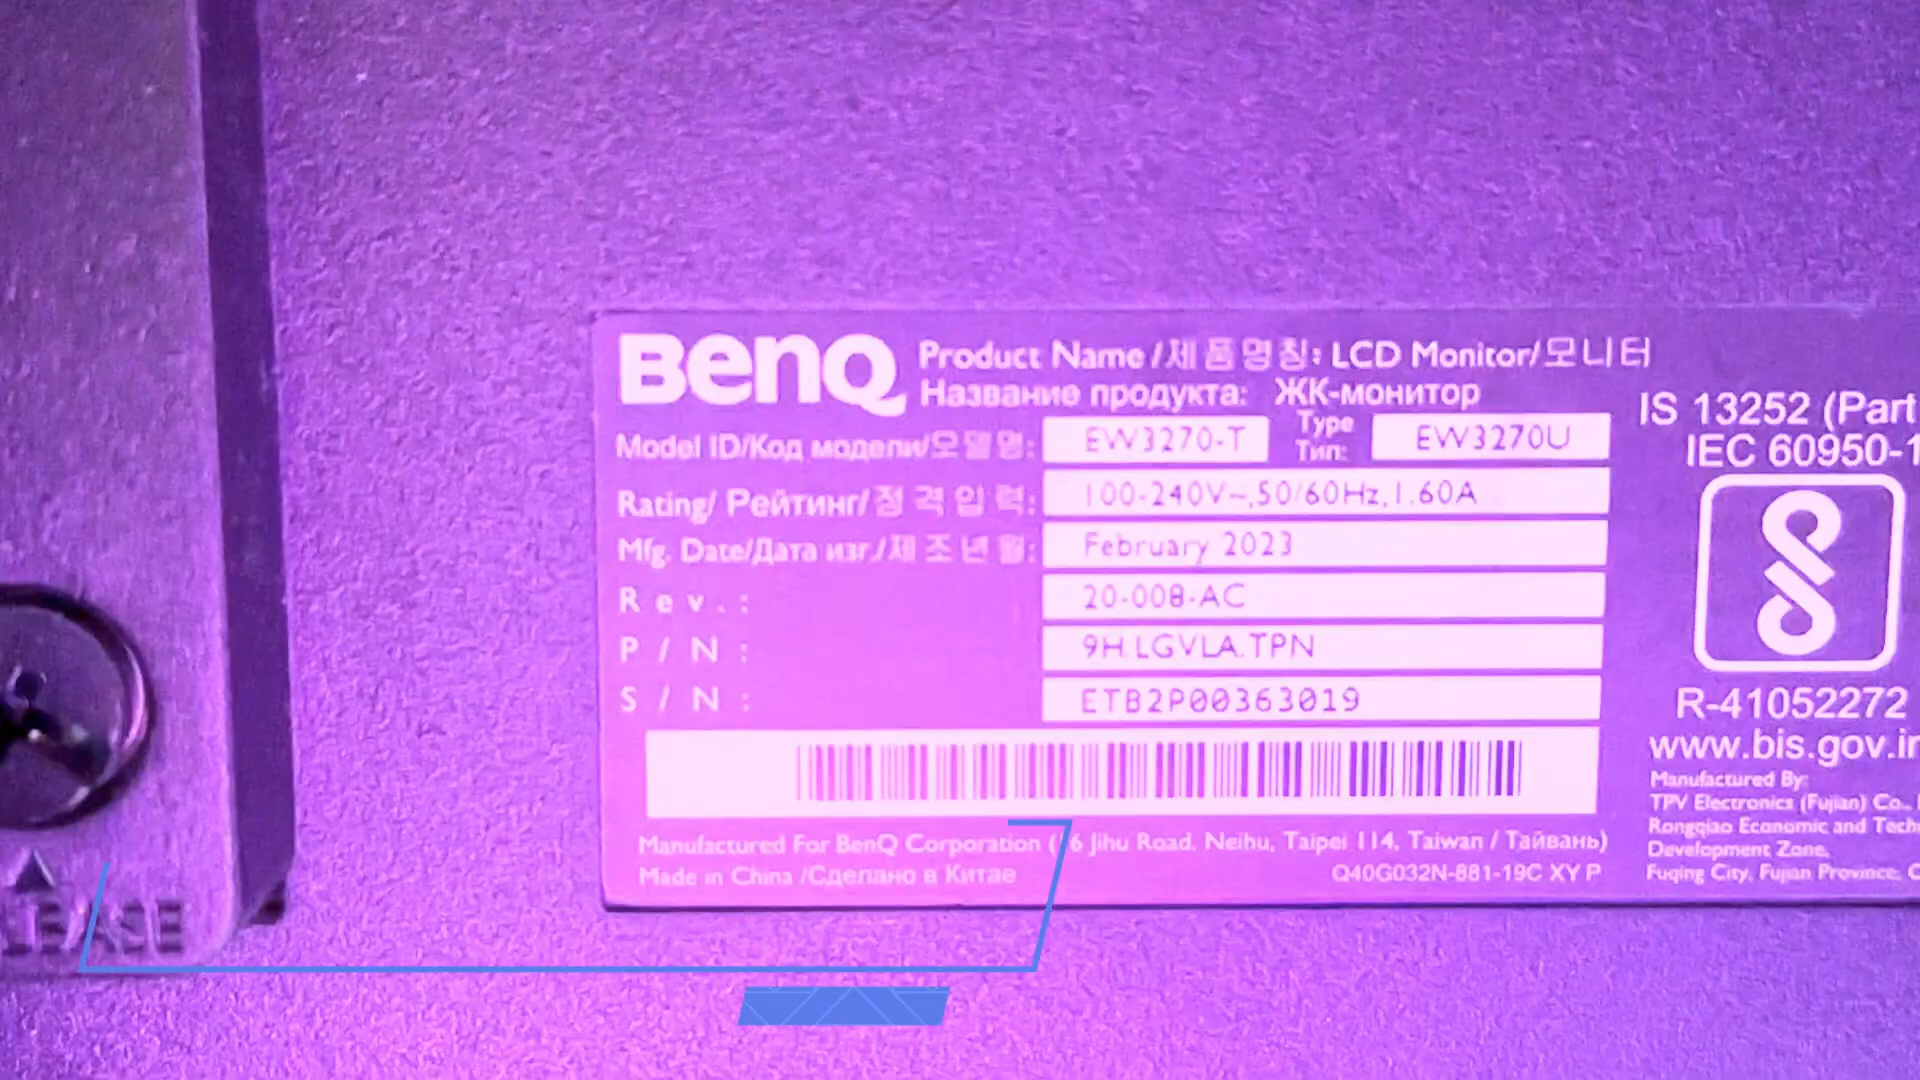 BenQ
Product Name /제품명칭: LCD Monitor/모니터
Название продукта: ЖК-монитор
Model ID/Код модели/모델명: EW3270-T Type Тип: EW3270U
Rating/ Рейтинг/정격입력: 100-240V~,50/60Hz,1.60A
Mfg. Date/Дата изг./제조년월: February 2023
Rev.: 20-008-AC
P/N: 9H.LGVLA.TPN
S/N: ETB2P00363019
Manufactured For BenQ Corporation ( 6 Jihu Road, Neihu, Taipei 114, Taiwan / Тайвань)
Made in China /Сделано в Китае
Q40G032N-881-19C XY P
IS 13252 (Part
IEC 60950-1
R-41052272
www.bis.gov.in
Manufactured By:
TPV Electronics (Fujian) Co.,
Rongqiao Economic and Tech
Development Zone,
Fuqing City, Fujian Province, C